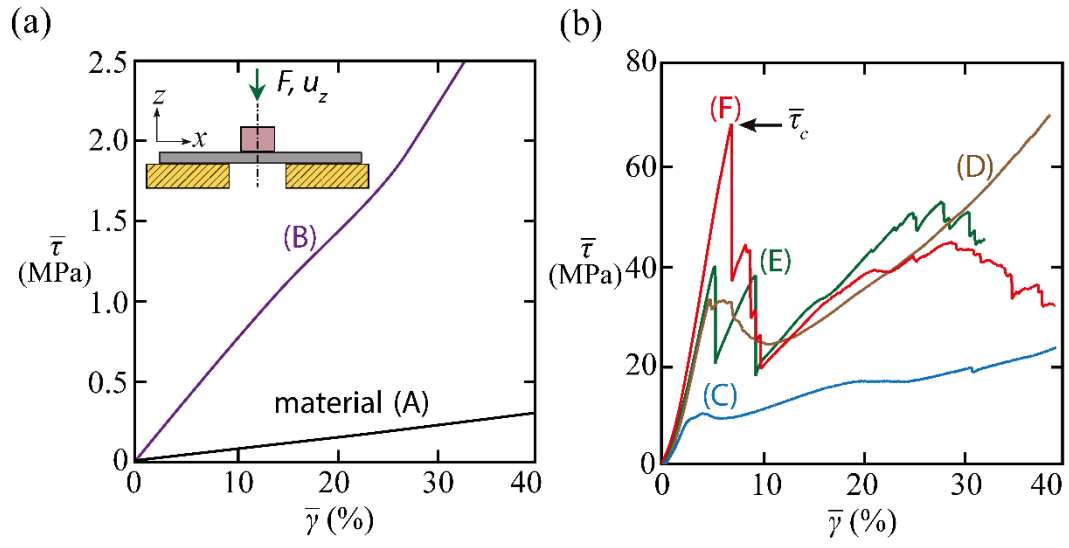 (a)
2.5
2.0
1.5
1.0
0.5
0
τ̅
(MPa)
F, u_z
z
x
(B)
material (A)
0
10
20
30
40
γ̅ (%)
(b)
80
60
40
20
0
τ̅
(MPa)
(F)
τ̅_c
(D)
(E)
(C)
0
10
20
30
40
γ̅ (%)